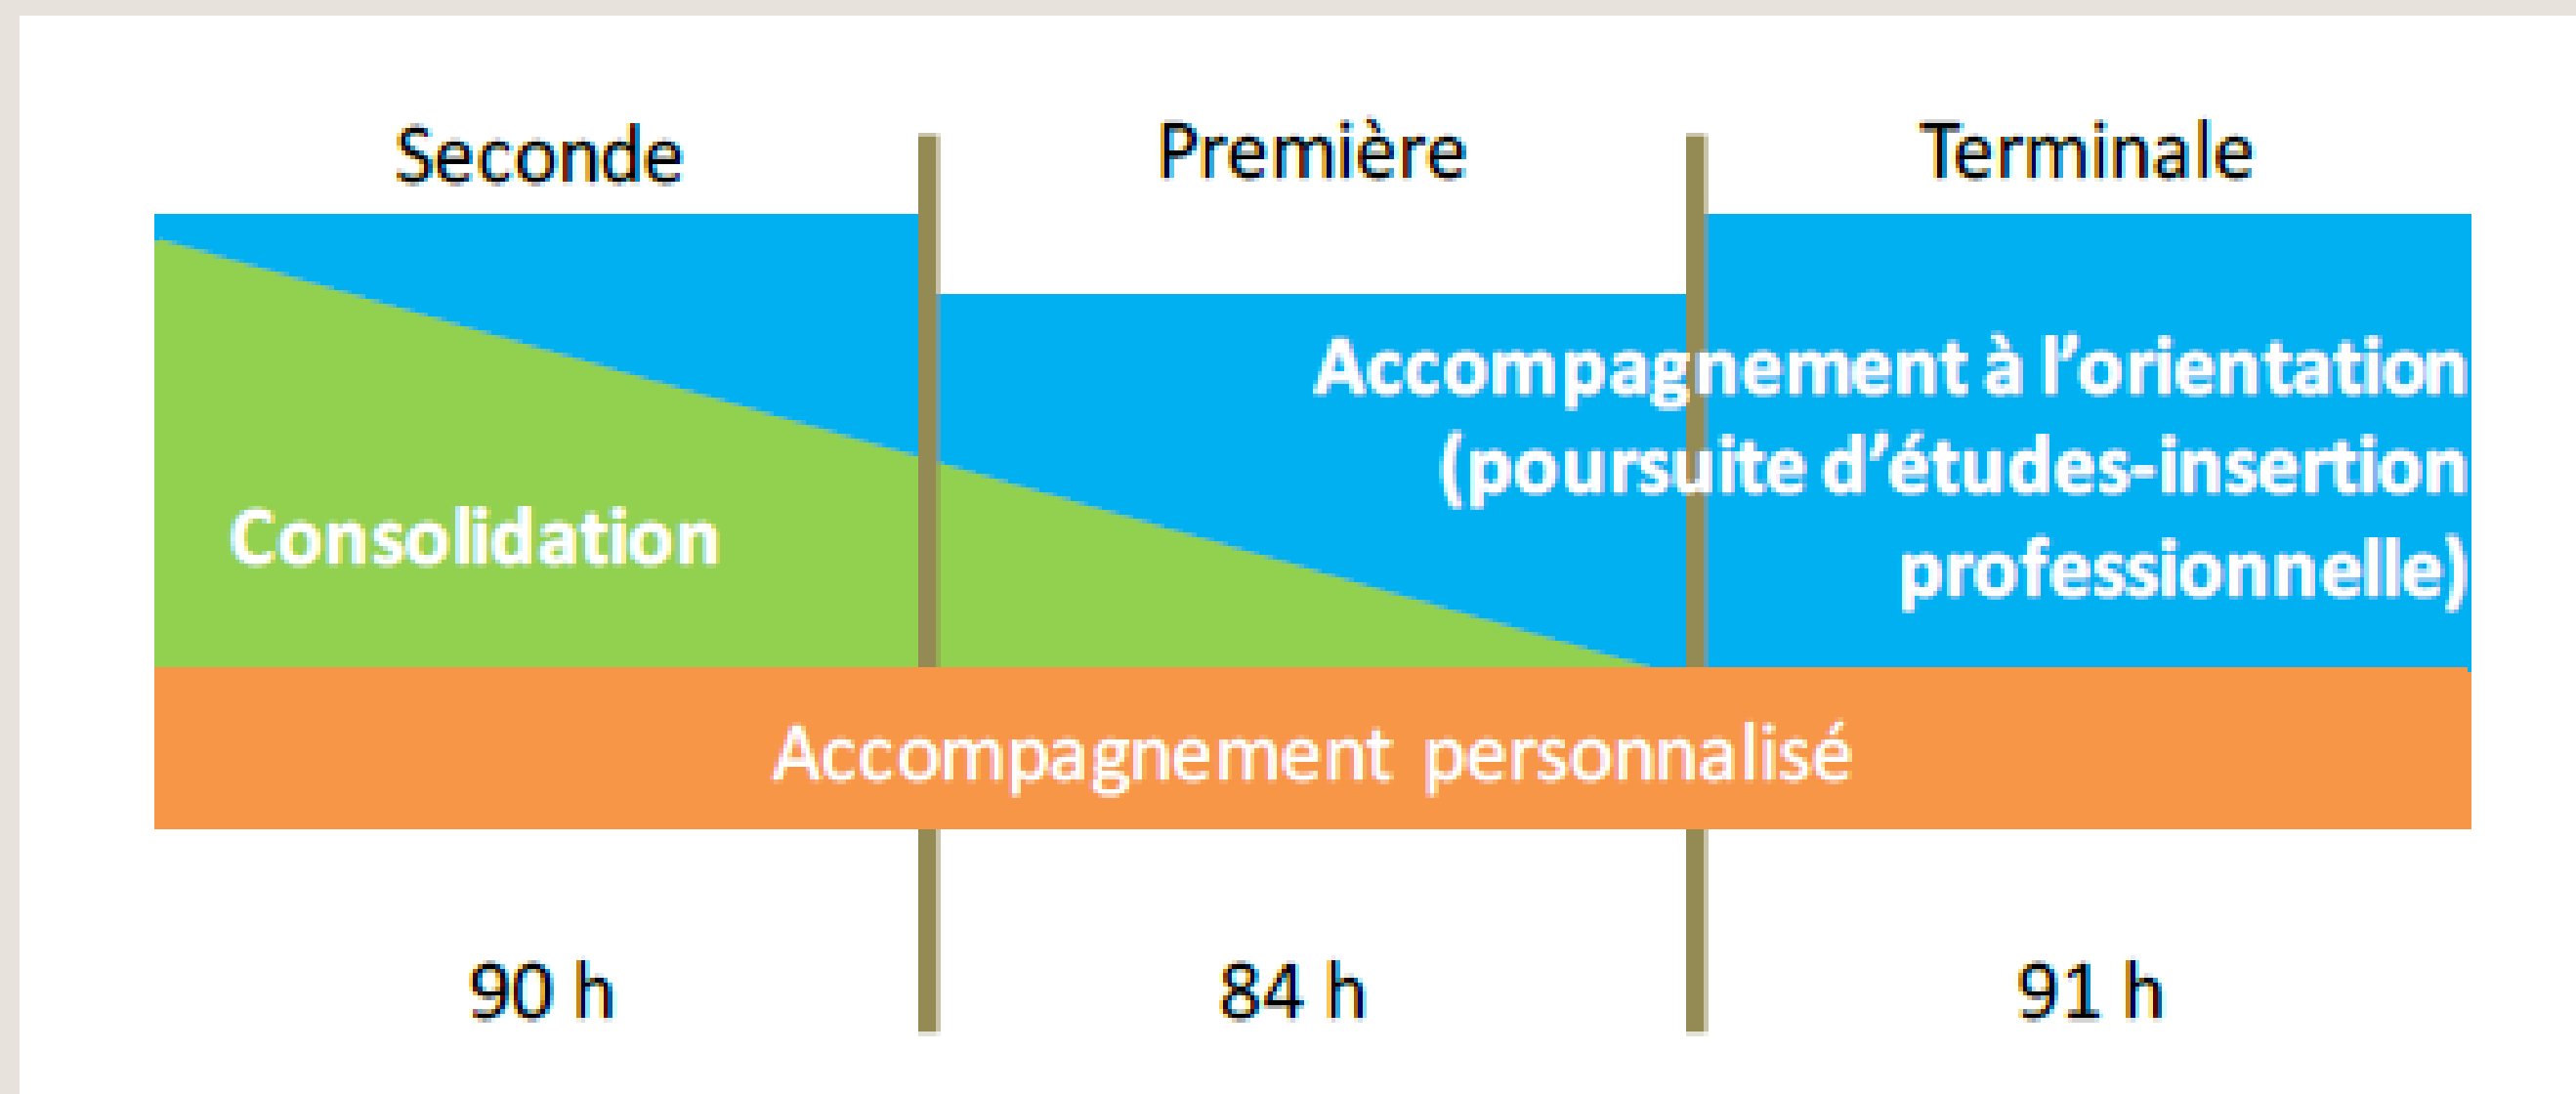 Seconde
Première
Terminale
Accompagnement à l’orientation
(poursuite d’études-insertion
professionnelle)
Consolidation
Accompagnement personnalisé
90 h
84 h
91 h